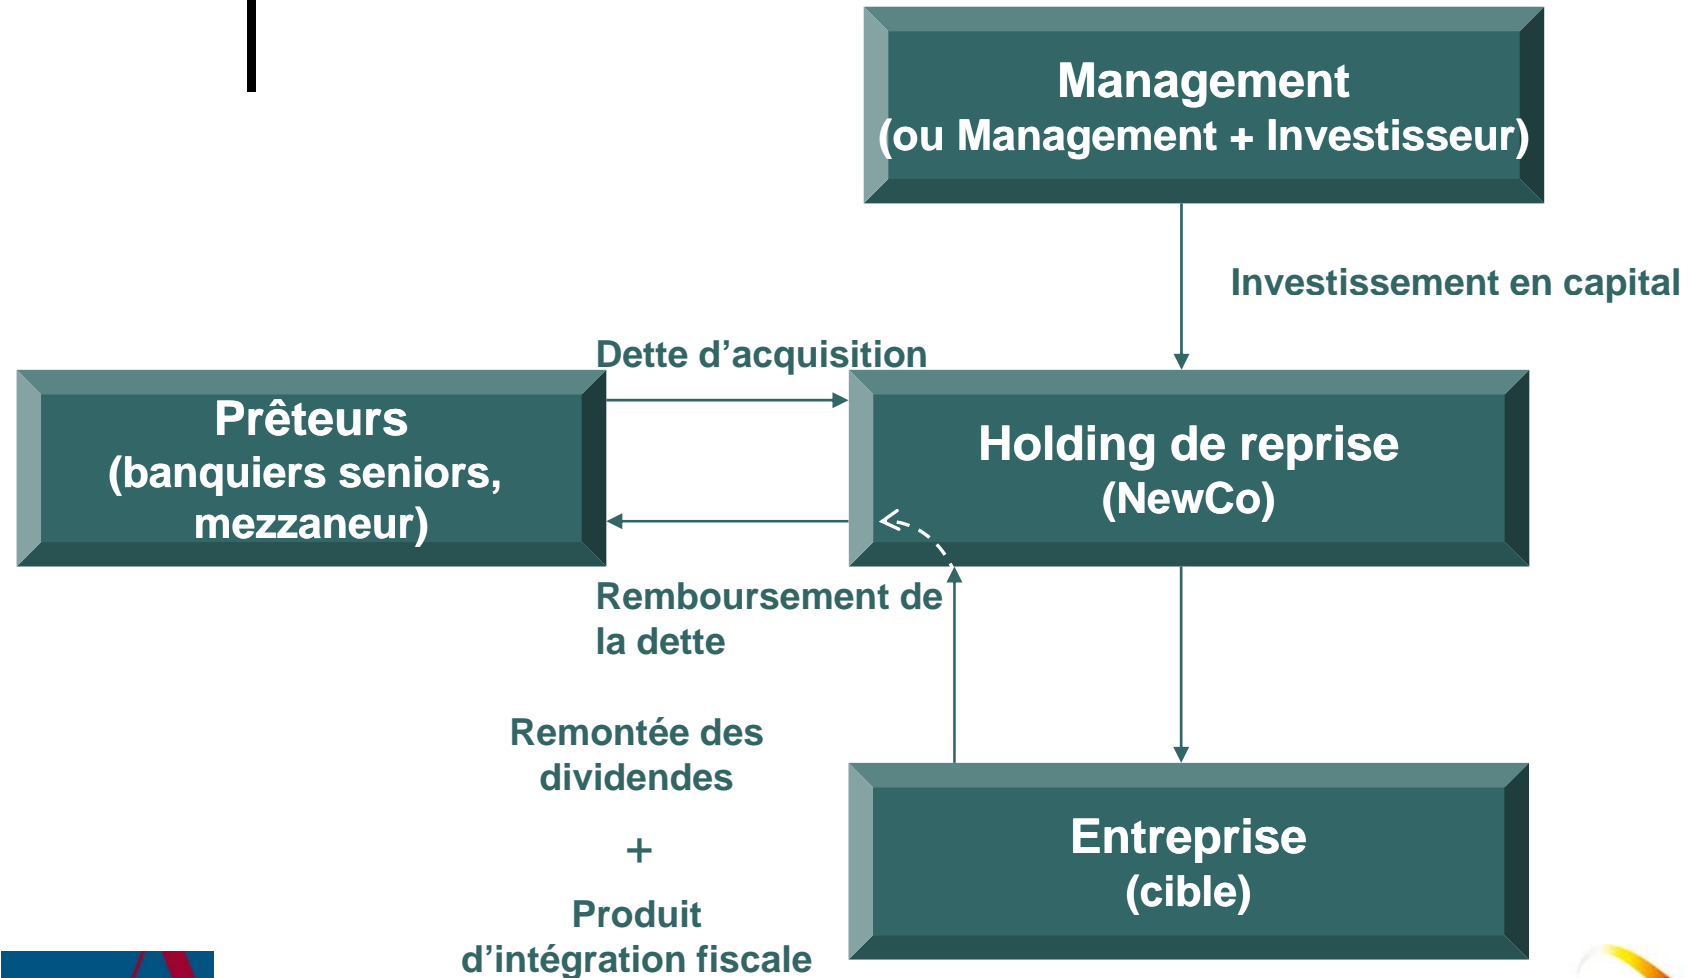 Management
(ou Management + Investisseur)
Investissement en capital
Dette d’acquisition
Prêteurs
(banquiers seniors,
mezzaneur)
Holding de reprise
(NewCo)
Remboursement de
la dette
Remontée des
dividendes
+
Produit
d’intégration fiscale
Entreprise
(cible)